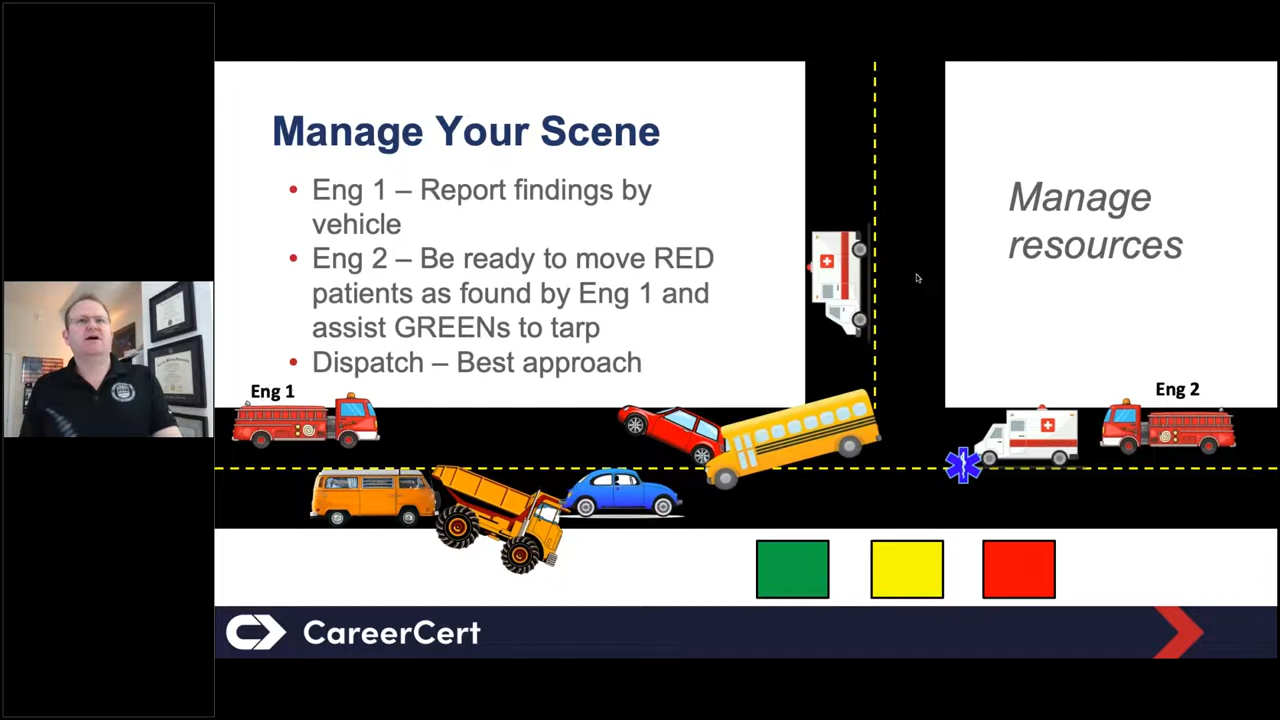 Manage Your Scene
• Eng 1 – Report findings by
vehicle
• Eng 2 – Be ready to move RED
patients as found by Eng 1 and
assist GREENs to tarp
• Dispatch – Best approach
Manage
resources
Eng 1
Eng 2
CareerCert